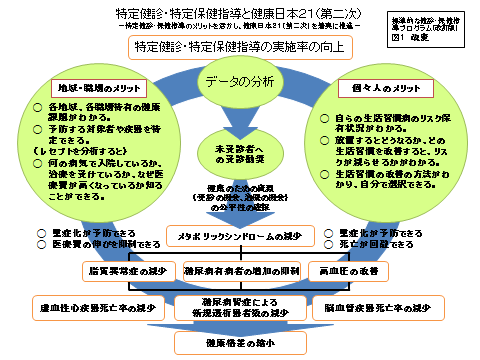 特定健診・特定保健指導と健康日本21(第二次)
－特定健診・保健指導のメリットを活かし、健康日本21(第二次)を着実に推進－
標準的な健診・保健指
導プログラム(改訂版)
図1 改変
特定健診・特定保健指導の実施率の向上
地域・職場のメリット
○ 各地域、各職場特有の健康
課題がわかる。
○ 予防する対象者や疾患を特
定できる。
(レセプトを分析すると)
○ 何の病気で入院しているか、
治療を受けているか、なぜ医
療費が高くなっているか知る
ことができる。
データの分析
未受診者へ
の受診勧奨
健康のための資源
(受診の機会、治療の機会)
の公平性の確保
個々人のメリット
○ 自らの生活習慣病のリスク保
有状況がわかる。
○ 放置するとどうなるか、どの
生活習慣を改善すると、リス
クが減らせるかがわかる。
○ 生活習慣の改善の方法がわ
かり、自分で選択できる。
○ 重症化が予防できる
○ 医療費の伸びを抑制できる
メタボリックシンドロームの減少
○ 重症化が予防できる
○ 死亡が回避できる
脂質異常症の減少
糖尿病有病者の増加の抑制
高血圧の改善
虚血性心疾患死亡率の減少
糖尿病腎症による
新規透析患者数の減少
脳血管疾患死亡率の減少
健康格差の縮小